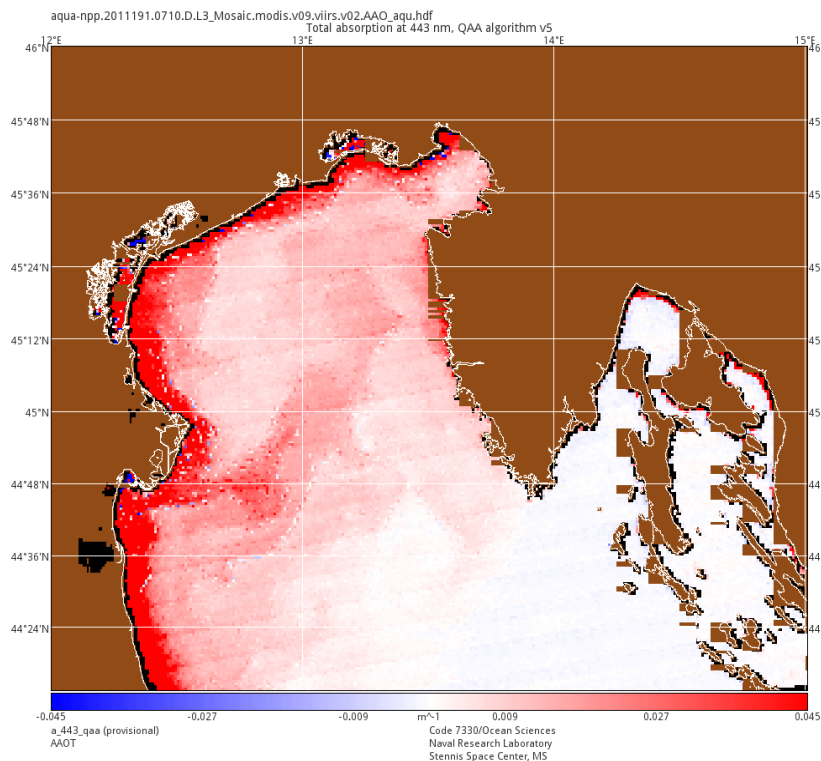 aqua-npp.2011191.0710.D.L3_Mosaic.modis.v09.viirs.v02.AAO_aqu.hdf
Total absorption at 443 nm, QAA algorithm v5
12°E 13°E 14°E 15°E
46°N 46
45°48'N 45
45°36'N 45
45°24'N 45
45°12'N 45
45°N 45
44°48'N 44
44°36'N 44
44°24'N 44
-0.045 -0.027 -0.009 m^-1 0.009 0.027 0.045
a_443_qaa (provisional) Code 7330/Ocean Sciences
AAOT Naval Research Laboratory
Stennis Space Center, MS